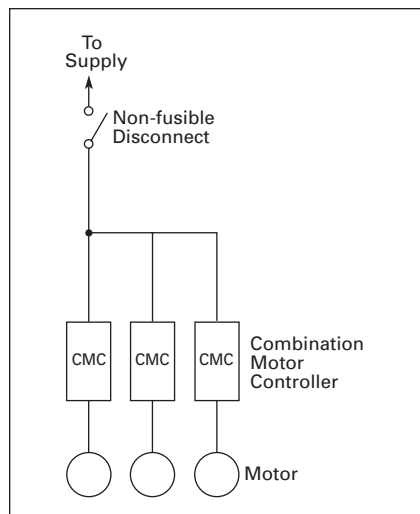 To
Supply
Non-fusible
Disconnect
CMC
CMC
CMC
Combination
Motor
Controller
Motor